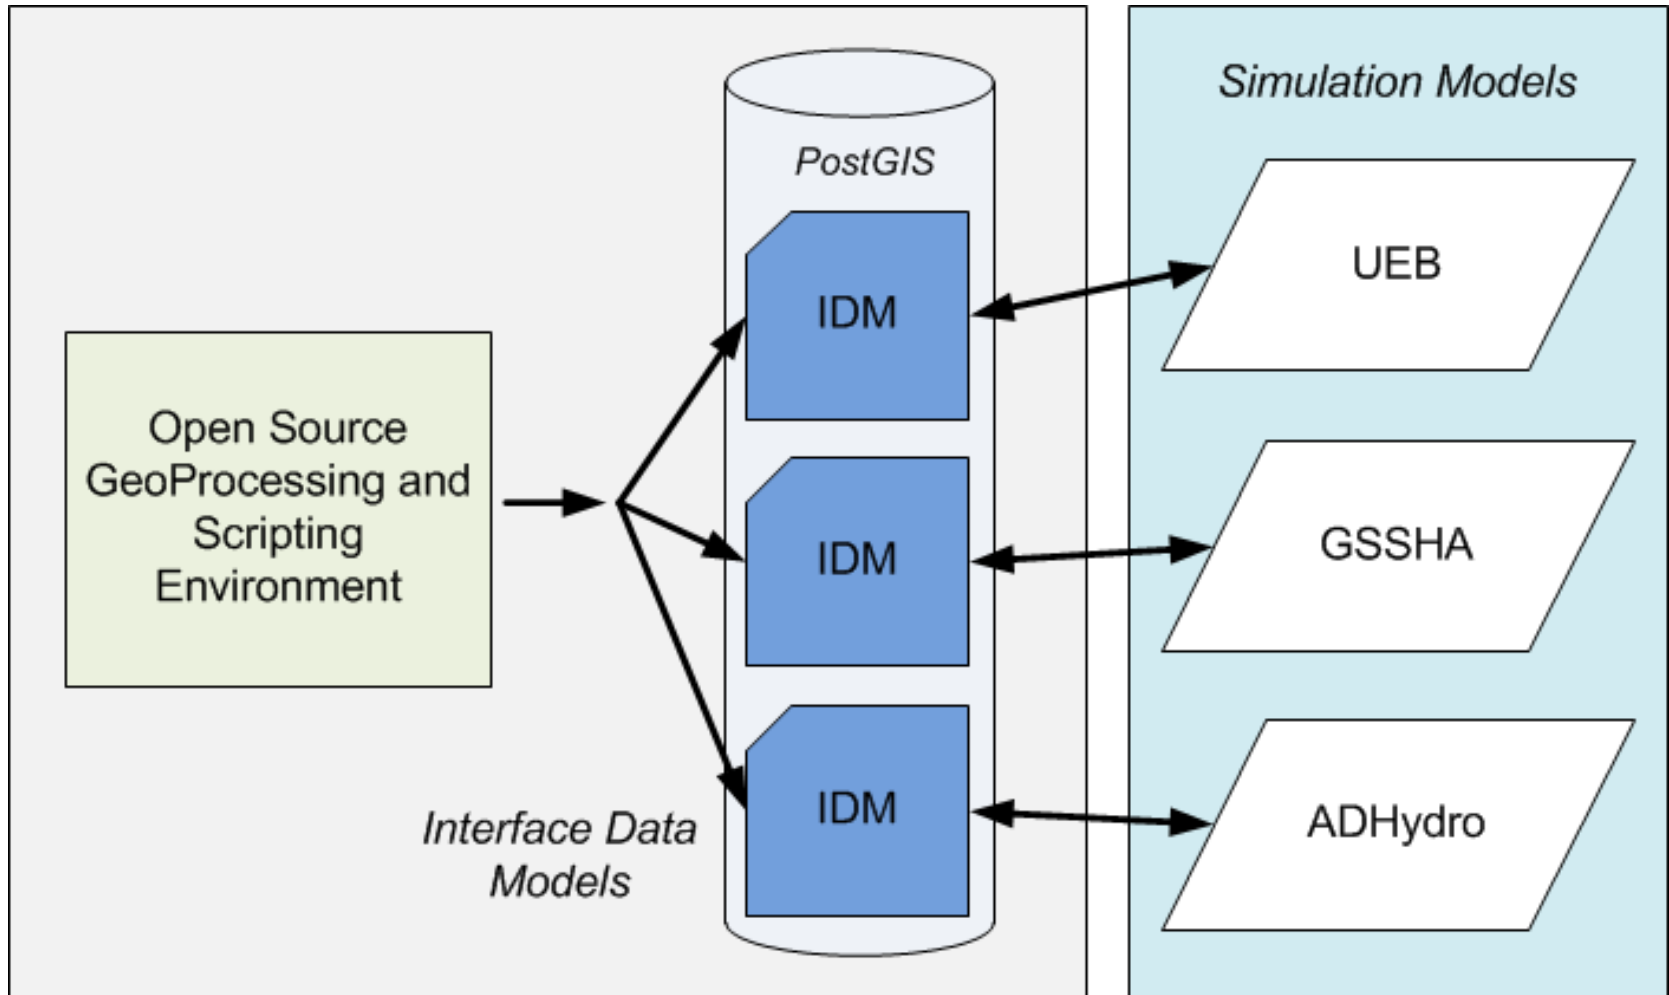 Simulation Models
PostGIS
UEB
IDM
Open Source
GeoProcessing and
Scripting
Environment
IDM
GSSHA
IDM
ADHydro
Interface Data
Models